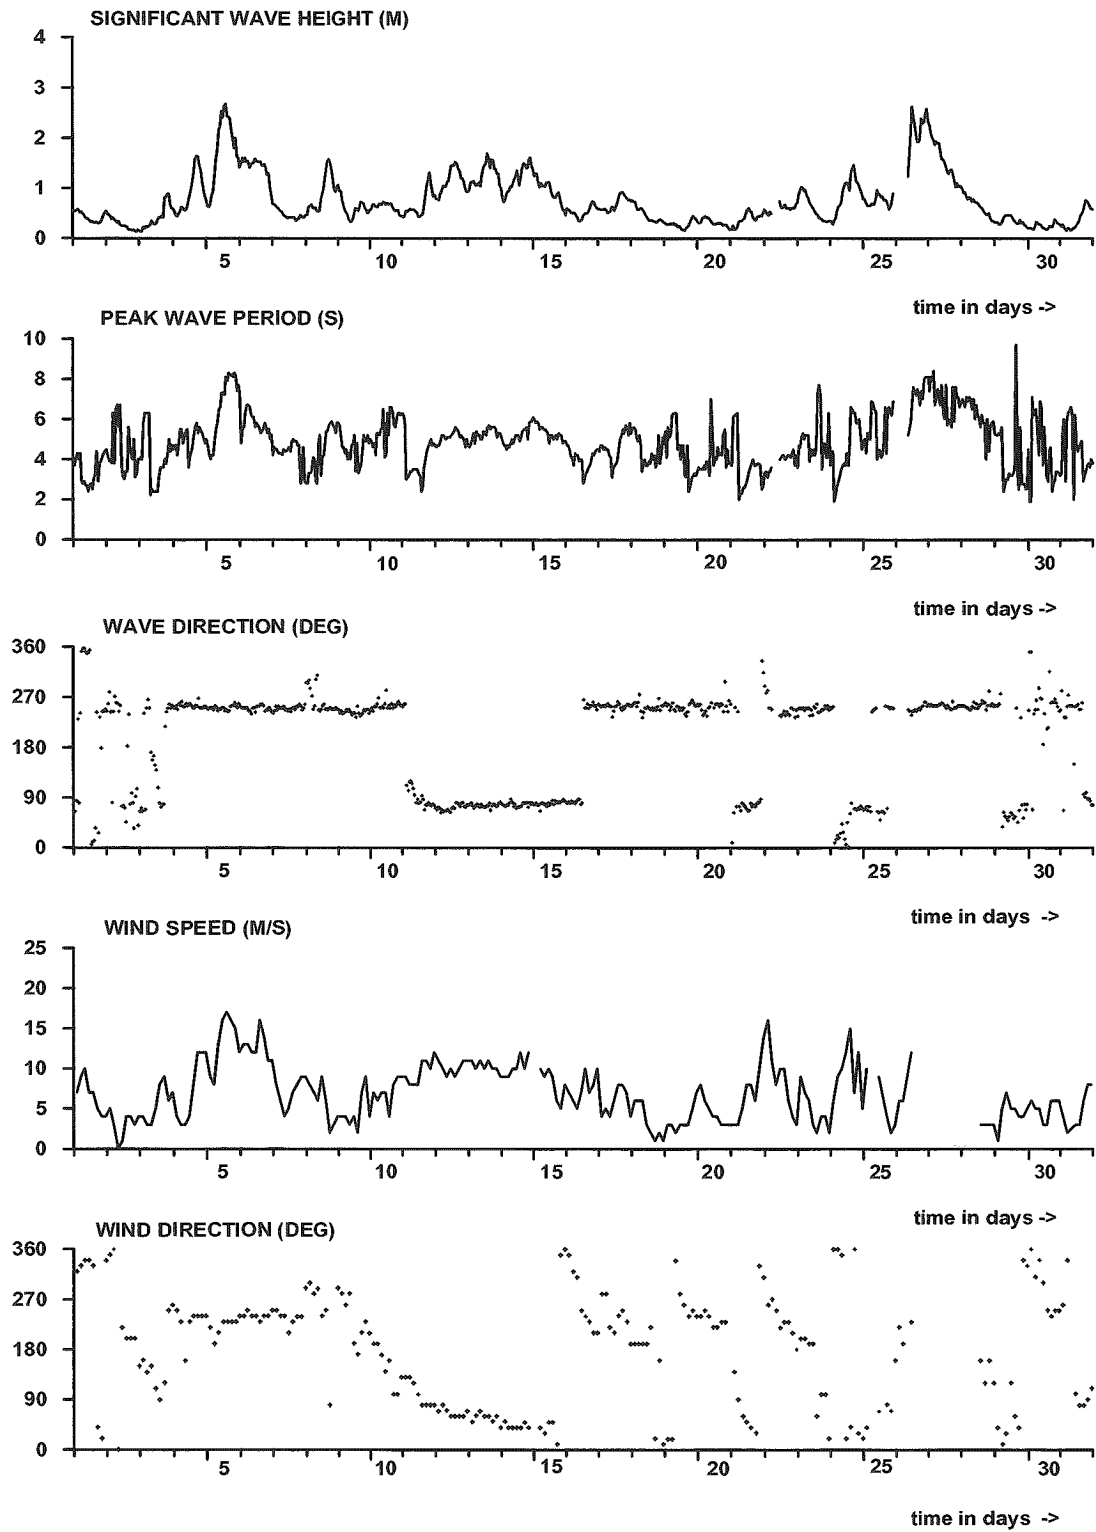 SIGNIFICANT WAVE HEIGHT (M)
4
3
2
1
0
5 10 15 20 25 30
time in days ->
PEAK WAVE PERIOD (S)
10
8
6
4
2
0
5 10 15 20 25 30
time in days ->
WAVE DIRECTION (DEG)
360
270
180
90
0
5 10 15 20 25 30
time in days ->
WIND SPEED (M/S)
25
20
15
10
5
0
5 10 15 20 25 30
time in days ->
WIND DIRECTION (DEG)
360
270
180
90
0
5 10 15 20 25 30
time in days ->